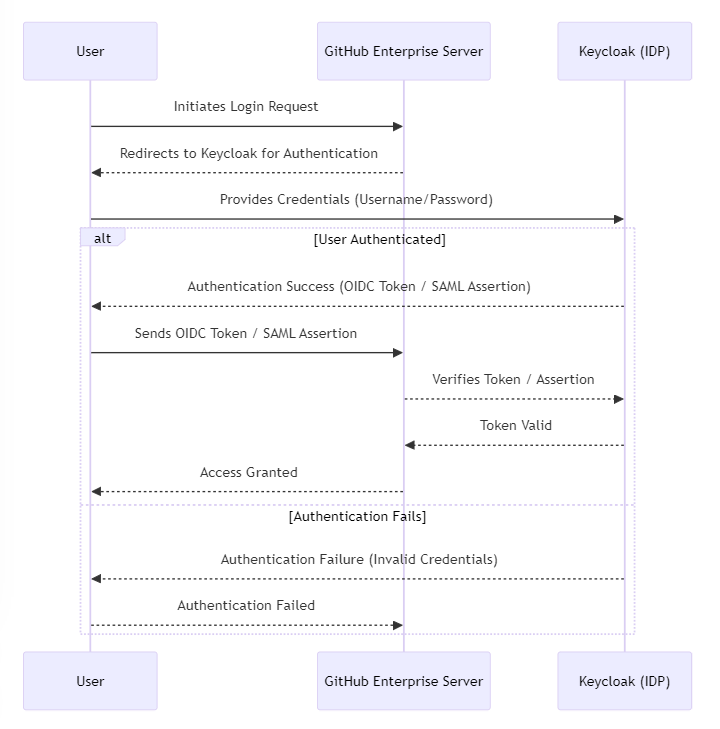 User
GitHub Enterprise Server
Keycloak (IDP)
Initiates Login Request
Redirects to Keycloak for Authentication
Provides Credentials (Username/Password)
alt
[User Authenticated]
Authentication Success (OIDC Token / SAML Assertion)
Sends OIDC Token / SAML Assertion
Verifies Token / Assertion
Token Valid
Access Granted
[Authentication Fails]
Authentication Failure (Invalid Credentials)
Authentication Failed
User
GitHub Enterprise Server
Keycloak (IDP)